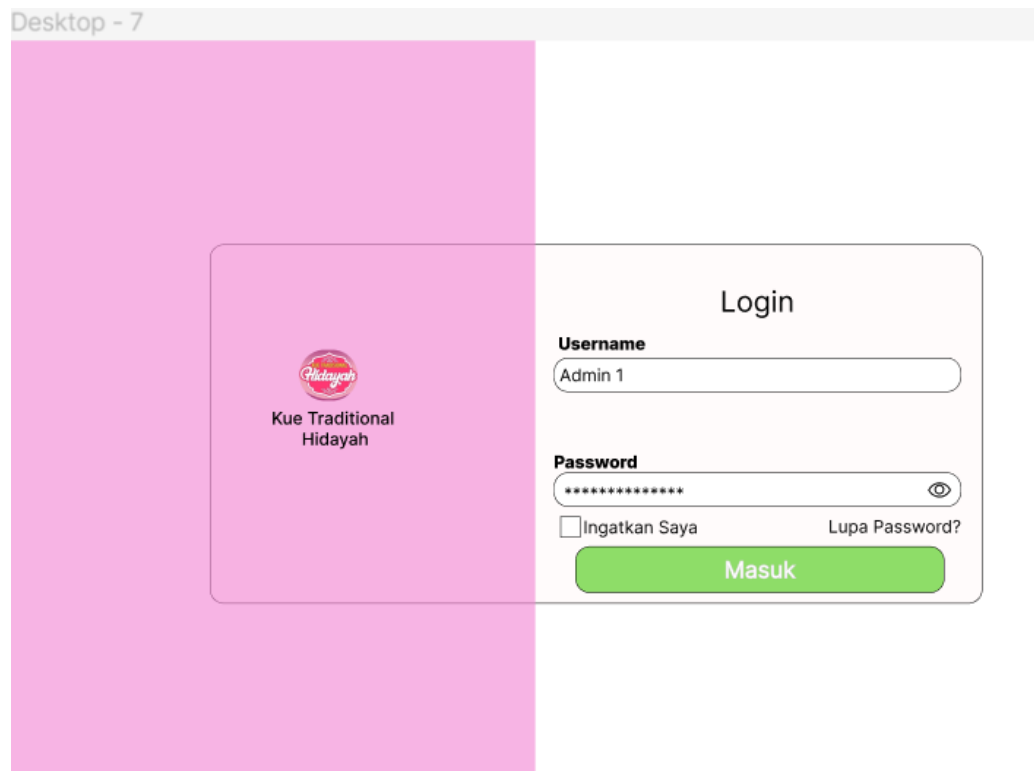 Desktop - 7
Hidayah
Kue Traditional
Hidayah
Login
Username
Admin 1
Password
**************
Ingatkan Saya
Lupa Password?
Masuk